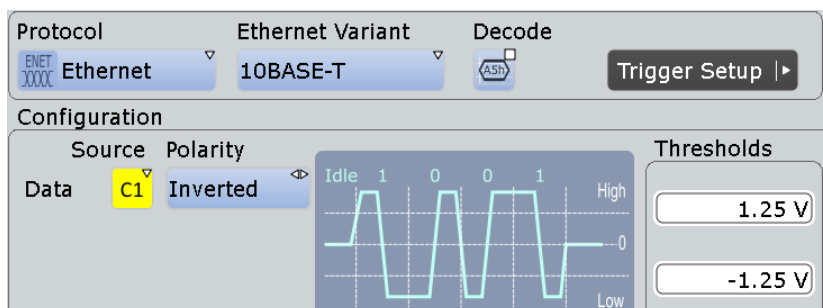 Protocol Ethernet Variant Decode
ENET
XXXX Ethernet 10BASE-T A5h Trigger Setup
Configuration
Source Polarity Thresholds
Data C1 Inverted Idle 1 0 0 1 High
1.25 V
0
-1.25 V
Low